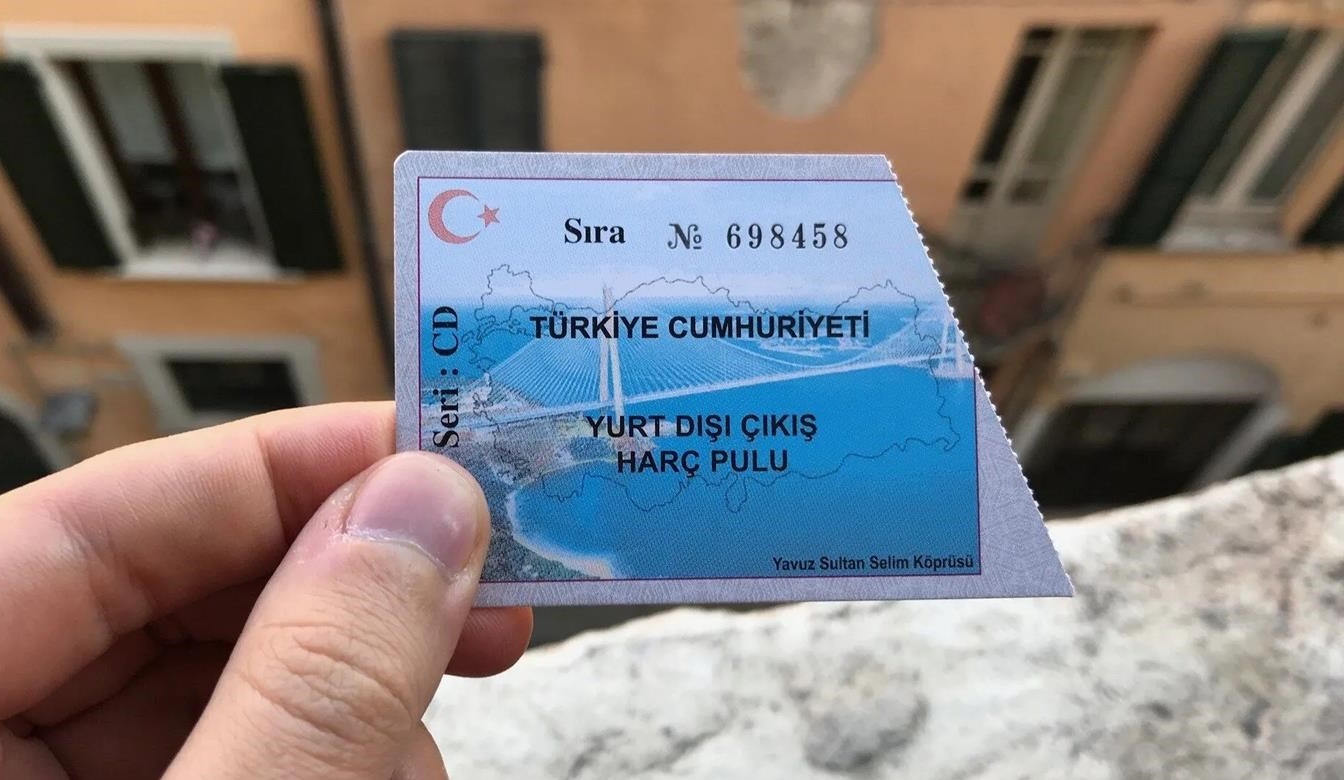 Sıra № 698458
Seri : CD
TÜRKİYE CUMHURİYETİ
YURT DIŞI ÇIKIŞ
HARÇ PULU
Yavuz Sultan Selim Köprüsü